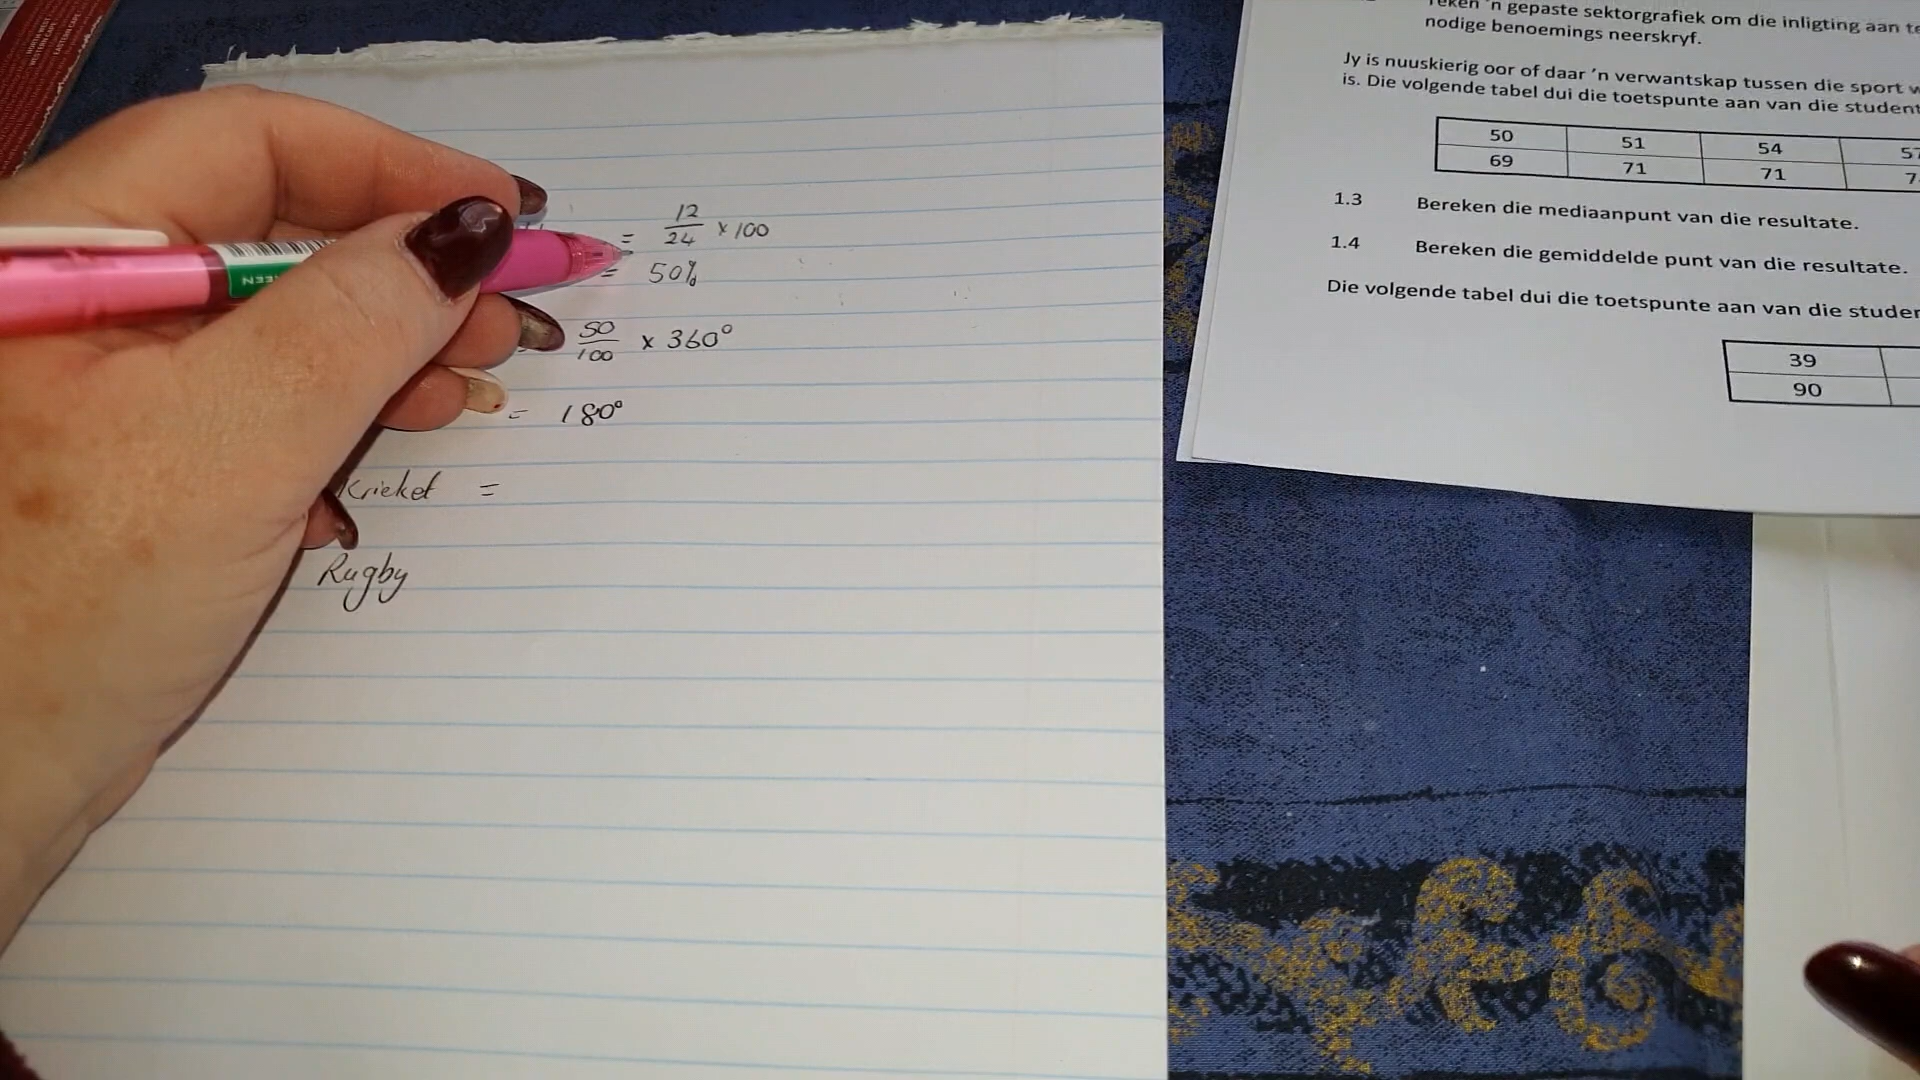 = 12/24 x 100
= 50%
50/100 x 360°
= 180°
Krieket =
Rugby
'n gepaste sektorgrafiek om die inligting aan
nodige benoemings neerskryf.
Jy is nuuskierig oor of daar 'n verwantskap tussen die sport
is. Die volgende tabel dui die toetspunte aan van die student
50 51 54
69 71 71
1.3 Bereken die mediaanpunt van die resultate.
1.4 Bereken die gemiddelde punt van die resultate.
Die volgende tabel dui die toetspunte aan van die studen
39
90